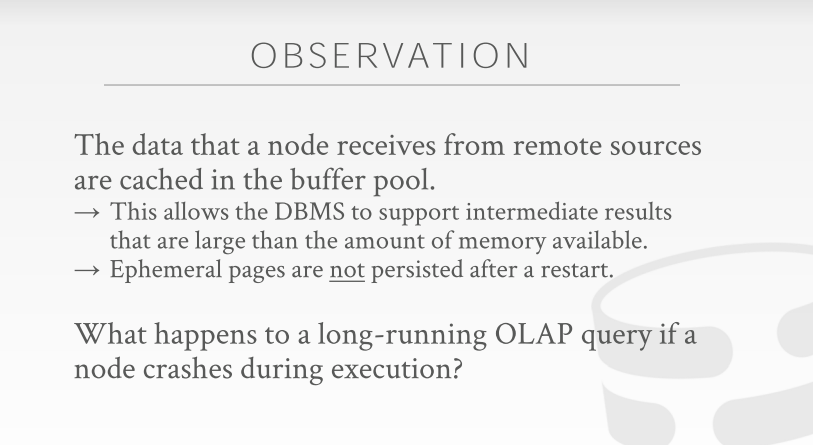 OBSERVATION
The data that a node receives from remote sources
are cached in the buffer pool.
→ This allows the DBMS to support intermediate results
that are large than the amount of memory available.
→ Ephemeral pages are not persisted after a restart.
What happens to a long-running OLAP query if a
node crashes during execution?